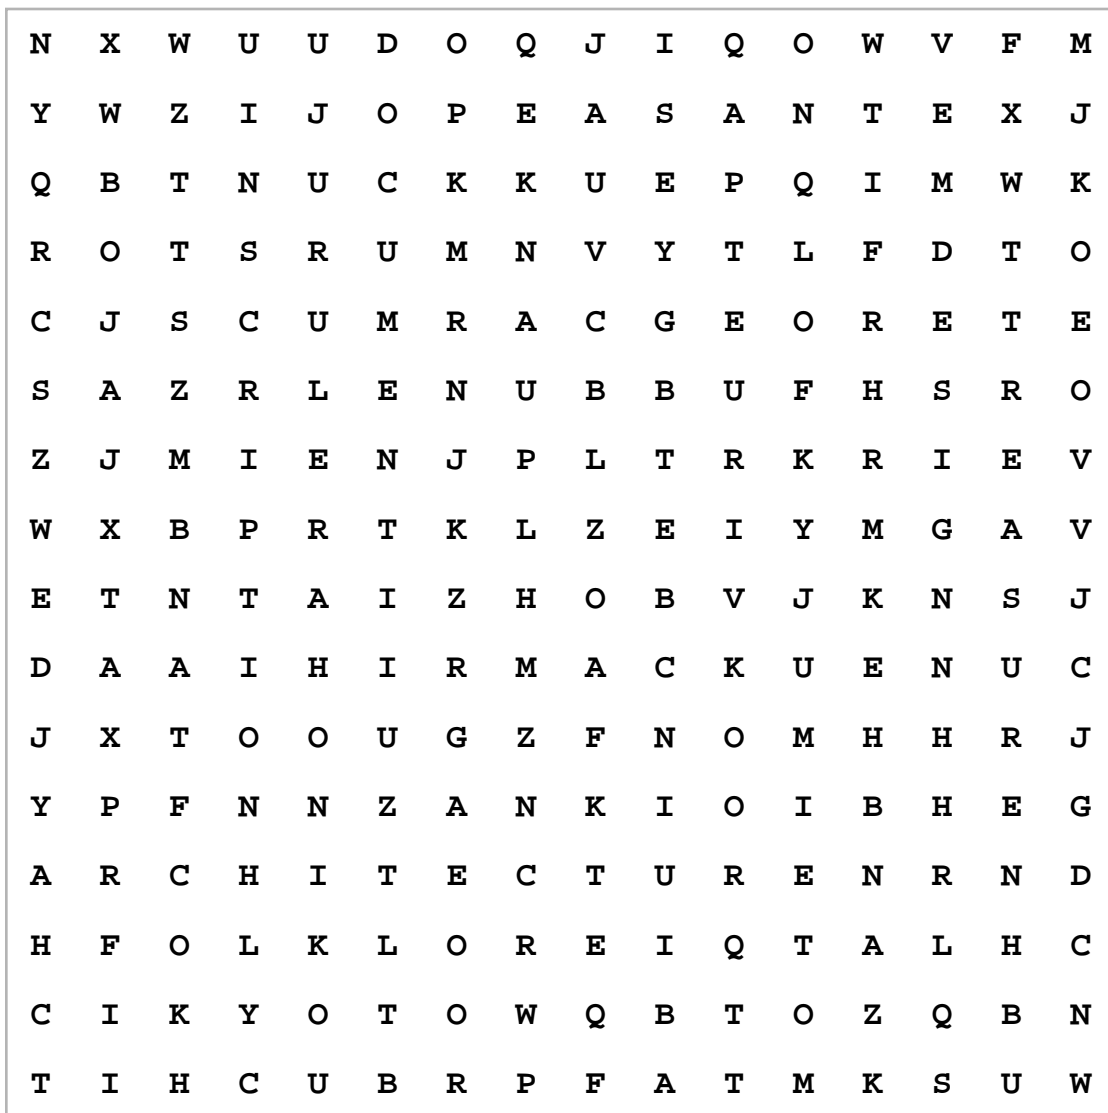 N X W U U D O Q J I Q O W V F M
Y W Z I J O P E A S A N T E X J
Q B T N U C K K U E P Q I M W K
R O T S R U M N V Y T L F D T O
C J S C U M R A C G E O R E T E
S A Z R L E N U B B U F H S R O
Z J M I E N J P L T R K R I E V
W X B P R T K L Z E I Y M G A V
E T N T A I Z H O B V J K N S J
D A A I H I R M A C K U E N U C
J X T O O U G Z F N O M H H R J
Y P F N N Z A N K I O I B H E G
A R C H I T E C T U R E N R N D
H F O L K L O R E I Q T A L H C
C I K Y O T O W Q B T O Z Q B N
T I H C U B R P F A T M K S U W